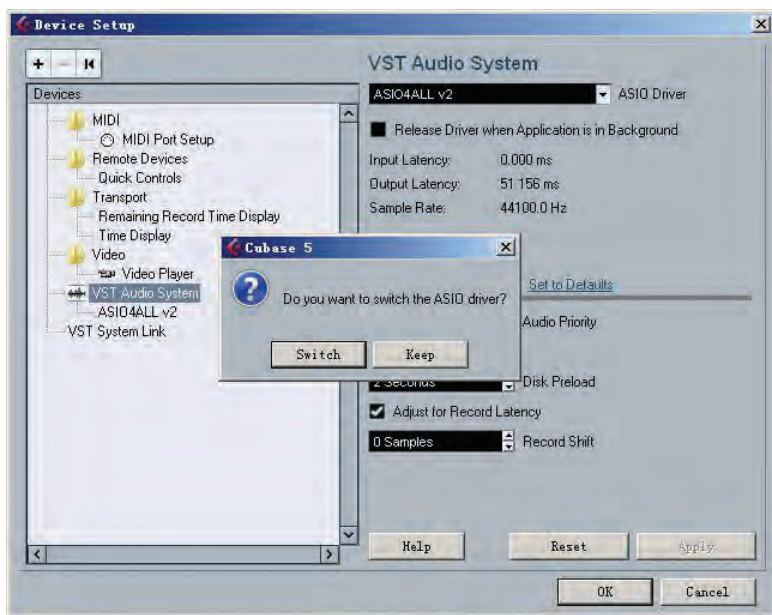 Device Setup
+ -
Devices
MIDI
MIDI Port Setup
Remote Devices
Quick Controls
Transport
Remaining Record Time Display
Time Display
Video
Video Player
VST Audio System
ASIO4ALL v2
VST System Link
VST Audio System
ASIO4ALL v2 ASIO Driver
Release Driver when Application is in Background
Input Latency: 0.000 ms
Output Latency: 51.156 ms
Sample Rate: 44100.0 Hz
Cubase 5
Do you want to switch the ASIO driver?
Switch Keep
Set to Defaults
Audio Priority
2 Seconds Disk Preload
Adjust for Record Latency
0 Samples Record Shift
Help Reset Apply
OK Cancel